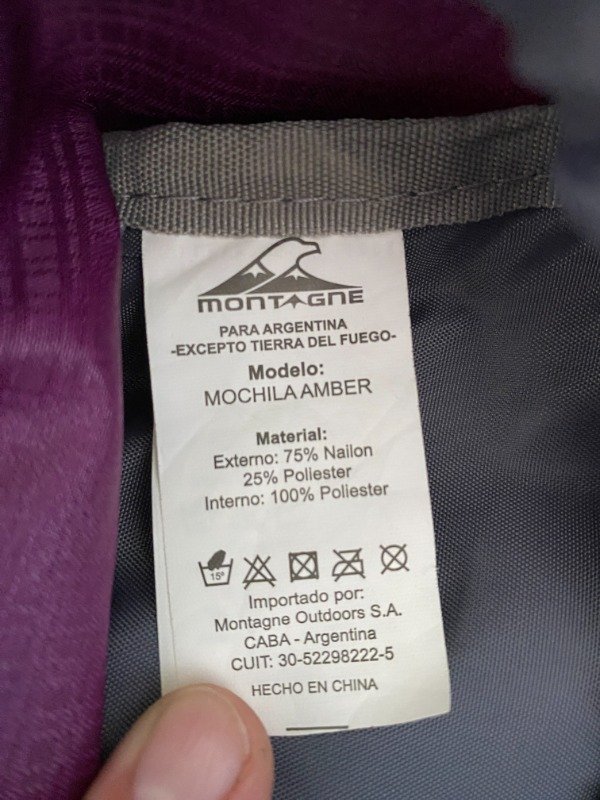 MONTAGNE
PARA ARGENTINA
-EXCEPTO TIERRA DEL FUEGO-
Modelo:
MOCHILA AMBER
Material:
Externo: 75% Nailon
25% Poliester
Interno: 100% Poliester
15º
Importado por:
Montagne Outdoors S.A.
CABA - Argentina
CUIT: 30-52298222-5
HECHO EN CHINA